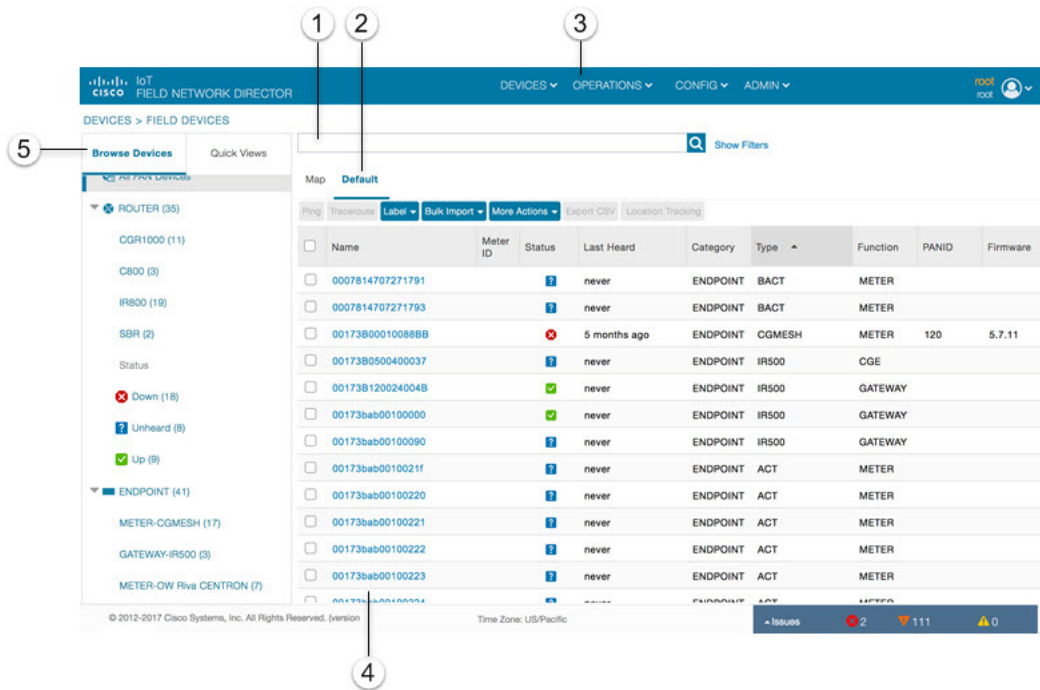 1 2 3
IoT
CISCO FIELD NETWORK DIRECTOR
DEVICES OPERATIONS CONFIG ADMIN
root
root
DEVICES > FIELD DEVICES
5
Browse Devices Quick Views
Show Filters
All FAN Devices
Map Default
ROUTER (35)
Ping Traceroute Label Bulk Import More Actions Export CSV Location Tracking
CGR1000 (11)
C800 (3)
IR800 (19)
SBR (2)
Status
Down (18)
Unheard (8)
Up (9)
ENDPOINT (41)
METER-CGMESH (17)
GATEWAY-IR500 (3)
METER-OW Riva CENTRON (7)
Name Meter ID Status Last Heard Category Type Function PANID Firmware
0007814707271791 ? never ENDPOINT BACT METER
0007814707271793 ? never ENDPOINT BACT METER
00173B00010088BB 5 months ago ENDPOINT CGMESH METER 120 5.7.11
00173B0500400037 ? never ENDPOINT IR500 CGE
00173B120024004B never ENDPOINT IR500 GATEWAY
00173bab00100000 never ENDPOINT IR500 GATEWAY
00173bab00100090 ? never ENDPOINT IR500 GATEWAY
00173bab0010021f ? never ENDPOINT ACT METER
00173bab00100220 ? never ENDPOINT ACT METER
00173bab00100221 ? never ENDPOINT ACT METER
00173bab00100222 ? never ENDPOINT ACT METER
00173bab00100223 ? never ENDPOINT ACT METER
00173bab00100224 never ENDPOINT ACT METER
© 2012-2017 Cisco Systems, Inc. All Rights Reserved. (version
Time Zone: US/Pacific
Issues 2 111 0
4